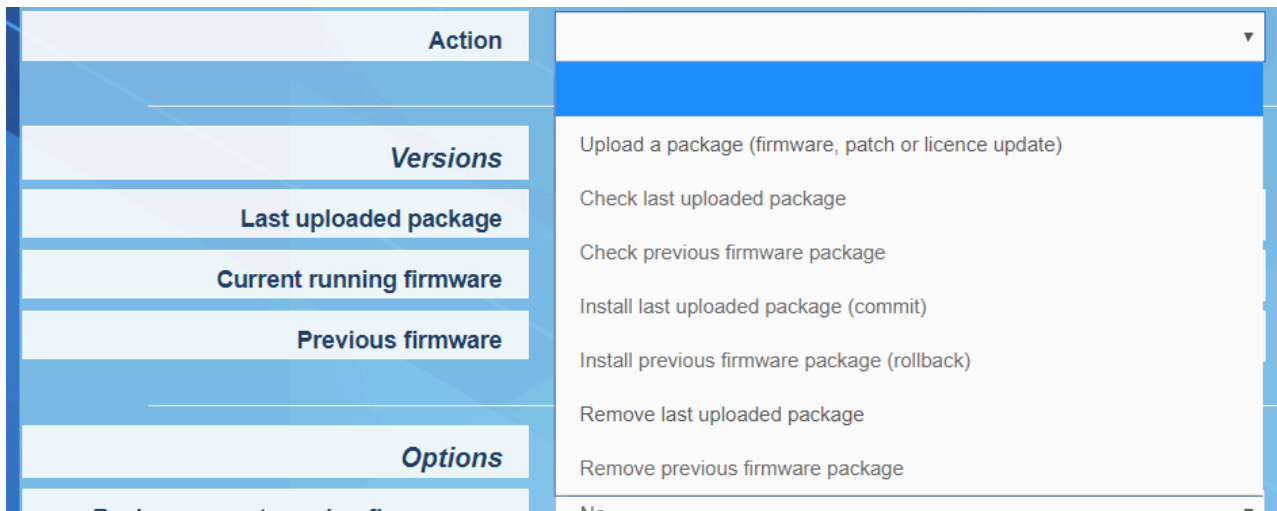 Action
Upload a package (firmware, patch or licence update)
Versions
Check last uploaded package
Last uploaded package
Check previous firmware package
Current running firmware
Install last uploaded package (commit)
Previous firmware
Install previous firmware package (rollback)
Remove last uploaded package
Options
Remove previous firmware package
No